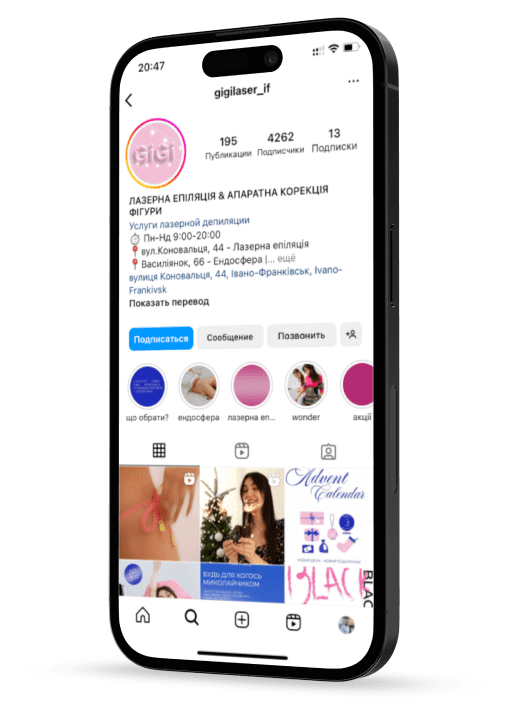 20:47
gigilaser_if
GiGi
195
4262
13
Публикации
Подписчики
Подписки
ЛАЗЕРНА ЕПІЛЯЦІЯ & АПАРАТНА КОРЕКЦІЯ
ФІГУРИ
Услуги лазерной депиляции
⏱ Пн-Нд 9:00-20:00
📍вул.Коновальця, 44 - Лазерна епіляція
📍Василіянок, 66 - Ендосфера |... ещё
вулиця Коновальця, 44, Івано-Франківськ, Ivano-
Frankivsk
Показать перевод
Подписаться
Сообщение
Позвонить
що обрати?
ендосфера
лазерна еп...
wonder
акції
Advent
Calendar
3
БУДЬ ДЛЯ КОГОСЬ
МИКОЛАЙЧИКОМ
BLACK
BLAC